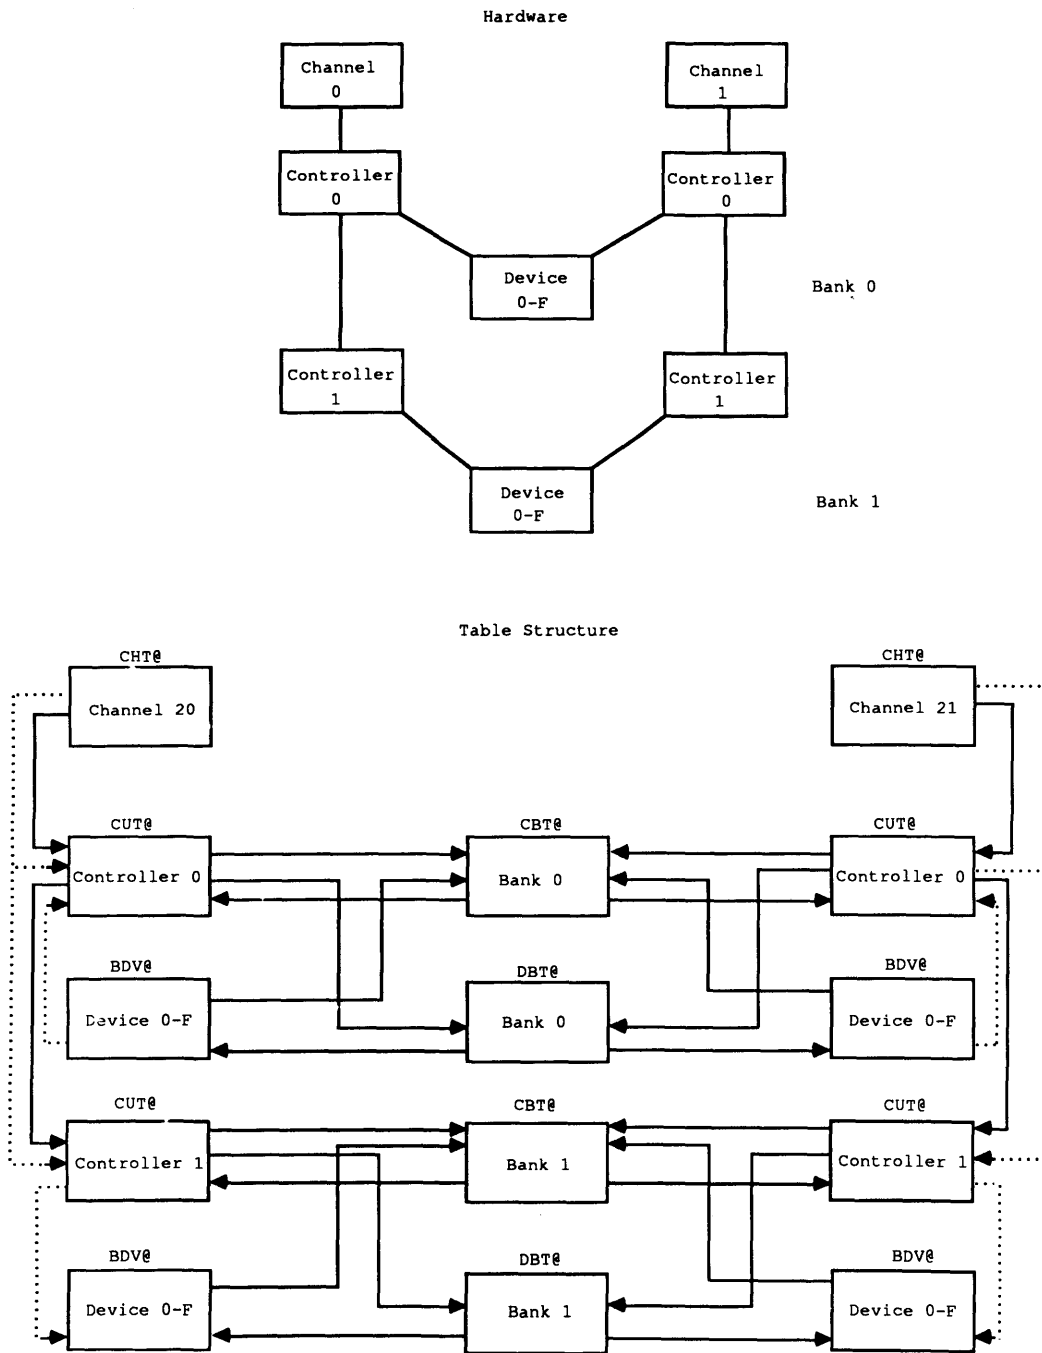 Hardware
Channel
0
Channel
1
Controller
0
Controller
0
Device
0-F
Bank 0
Controller
1
Controller
1
Device
0-F
Bank 1
Table Structure
CHT@
CHT@
Channel 20
Channel 21
CUT@
CBT@
CUT@
Controller 0
Bank 0
Controller 0
BDV@
DBT@
BDV@
Device 0-F
Bank 0
Device 0-F
CUT@
CBT@
CUT@
Controller 1
Bank 1
Controller 1
BDV@
DBT@
BDV@
Device 0-F
Bank 1
Device 0-F